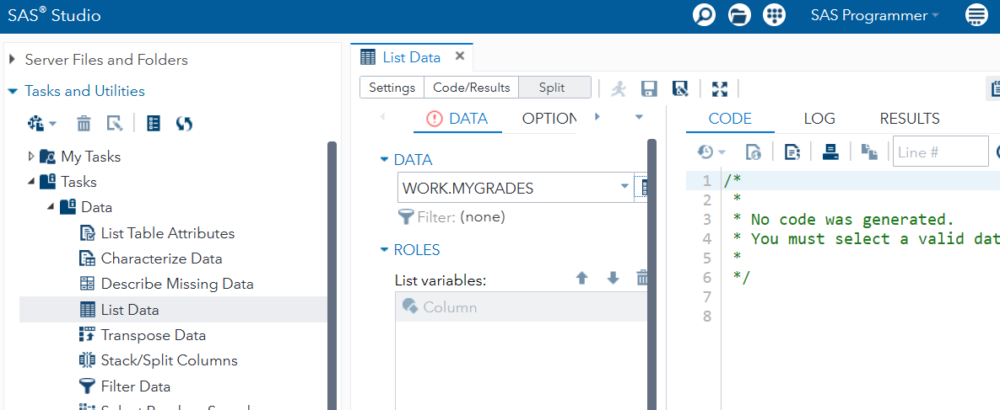 SAS® Studio
SAS Programmer
Server Files and Folders
Tasks and Utilities
My Tasks
Tasks
Data
List Table Attributes
Characterize Data
Describe Missing Data
List Data
Transpose Data
Stack/Split Columns
Filter Data
List Data
Settings Code/Results Split
DATA OPTION
DATA
WORK.MYGRADES
Filter: (none)
ROLES
List variables:
Column
CODE LOG RESULTS
Line #
1 /*
2 *
3 * No code was generated.
4 * You must select a valid dat
5 *
6 */
7
8